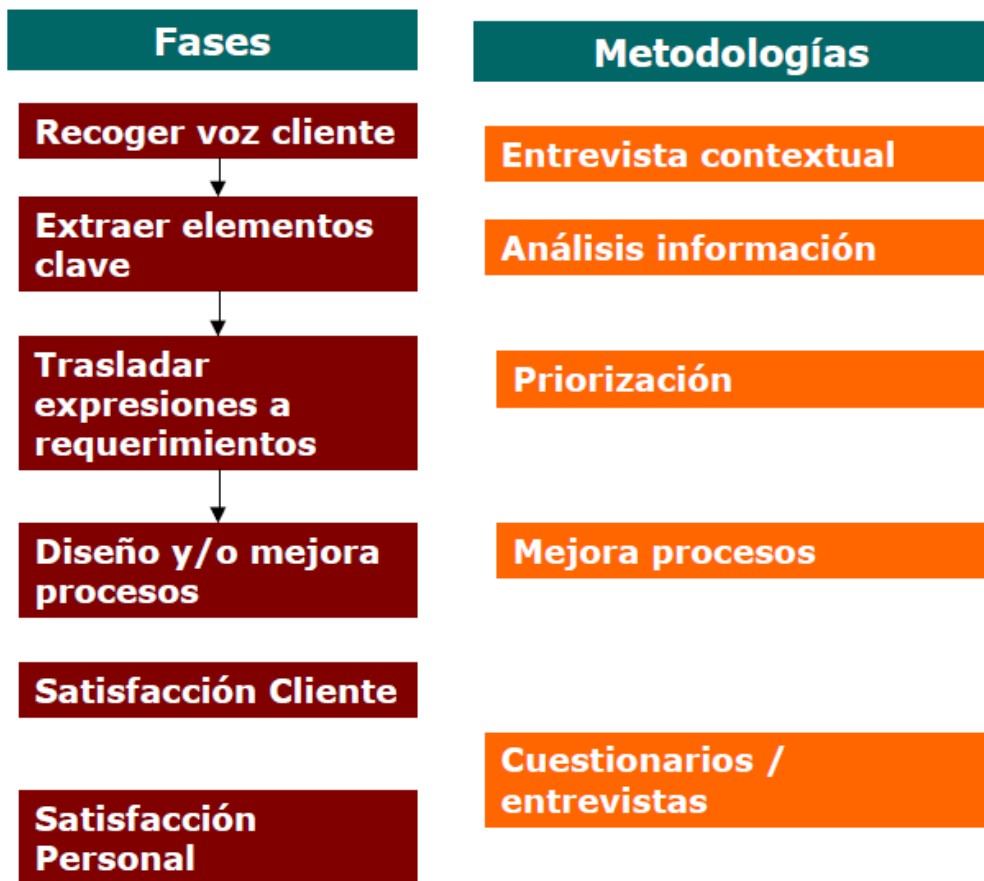 Fases
Metodologías
Recoger voz cliente
Entrevista contextual
Extraer elementos
clave
Análisis información
Trasladar
expresiones a
requerimientos
Priorización
Diseño y/o mejora
procesos
Mejora procesos
Satisfacción Cliente
Cuestionarios /
entrevistas
Satisfacción
Personal